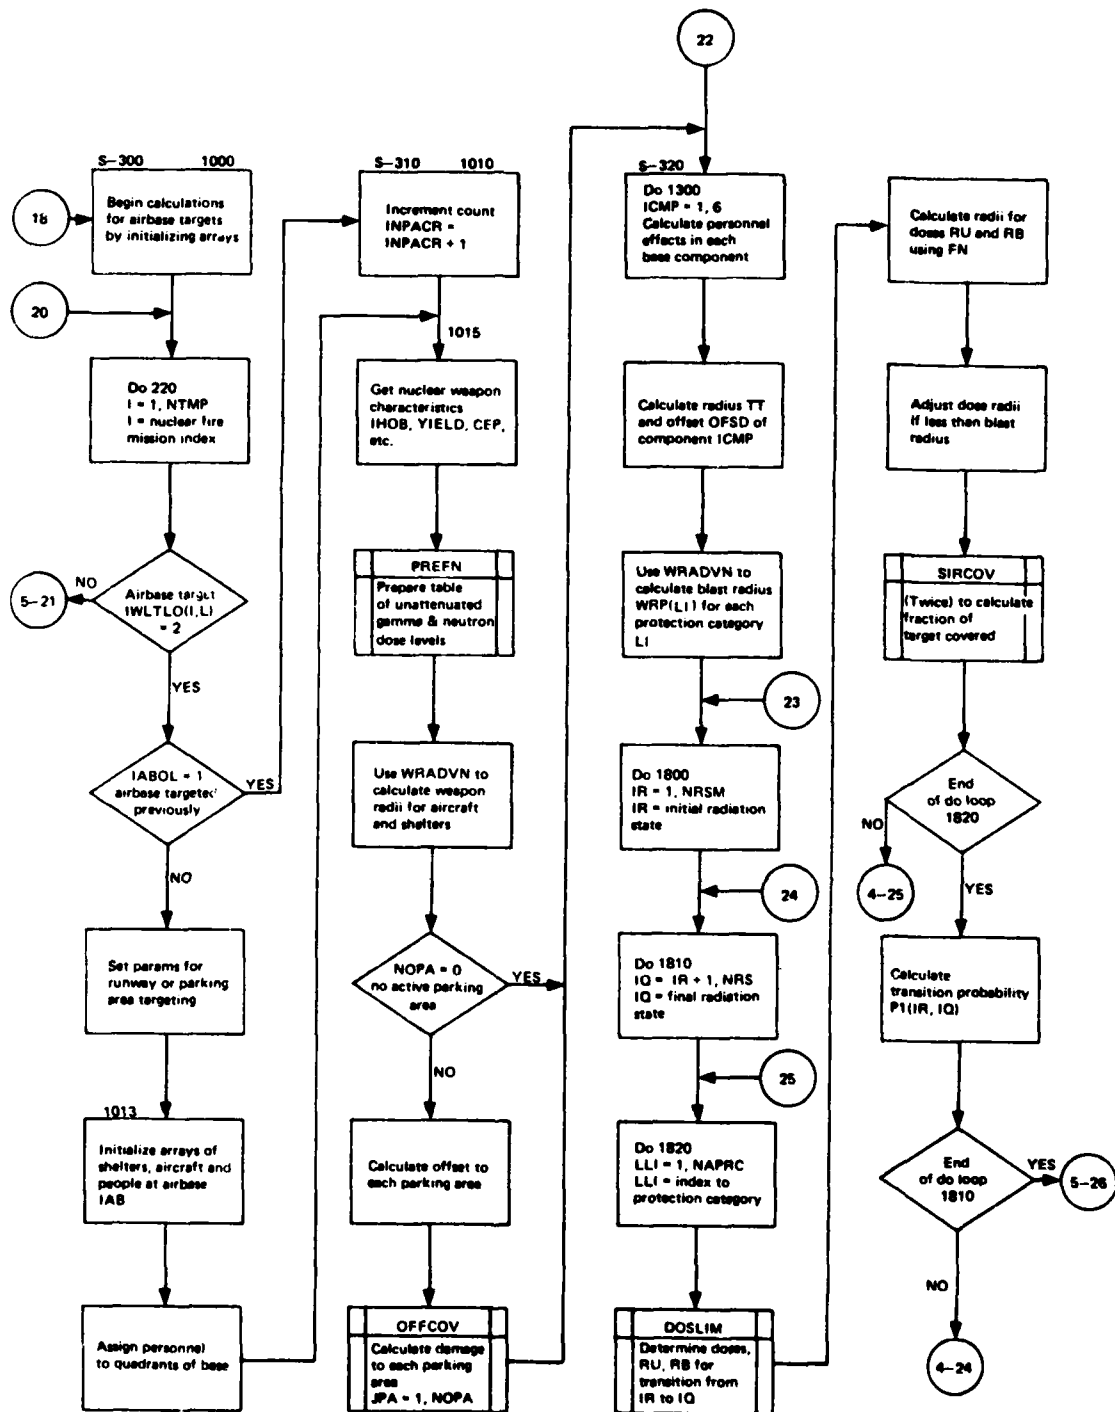 22
S-300 1000
18
Begin calculations
for airbase targets
by initializing arrays
20
Do 220
I = 1, NTMP
I = nuclear fire
mission index
NO
5-21
Airbase target
IWLTLO(I,L)
= 2
YES
IABOL = 1
airbase targeted
previously
YES
NO
Set params for
runway or parking
area targeting
1013
Initialize arrays of
shelters, aircraft and
people at airbase
IAB
Assign personnel
to quadrants of base
S-310 1010
Increment count
INPACR =
INPACR + 1
1015
Get nuclear weapon
characteristics
IHOB, YIELD, CEP,
etc.
PREFN
Prepare table
of unattenuated
gamma & neutron
dose levels
Use WRADVN to
calculate weapon
radii for aircraft
and shelters
NOPA = 0
no active parking
area
YES
NO
Calculate offset to
each parking area
OFFCOV
Calculate damage
to each parking
area
JPA = 1, NOPA
S-320
Do 1300
ICMP = 1, 6
Calculate personnel
effects in each
base component
Calculate radius TT
and offset OFSD of
component ICMP
Use WRADVN to
calculate blast radius
WRP(LI) for each
protection category
LI
23
Do 1800
IR = 1, NRSM
IR = initial radiation
state
24
Do 1810
IQ = IR + 1, NRS
IQ = final radiation
state
25
Do 1820
LLI = 1, NAPRC
LLI = index to
protection category
DOSLIM
Determine doses,
RU, RB for
transition from
IR to IQ
Calculate radii for
doses RU and RB
using FN
Adjust dose radii
if less then blast
radius
SIRCOV
(Twice) to calculate
fraction of
target covered
End
of do loop
1820
NO
4-25
YES
Calculate
transition probability
P1(IR, IQ)
End
of do loop
1810
YES
5-26
NO
4-24